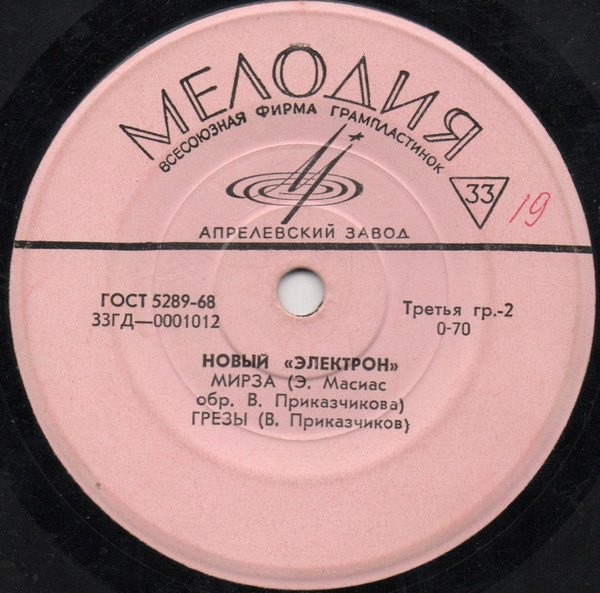 МЕЛОДИЯ
ВСЕСОЮЗНАЯ ФИРМА ГРАМПЛАСТИНОК
33
19
АПРЕЛЕВСКИЙ ЗАВОД
ГОСТ 5289-68
33ГД—0001012
Третья гр.-2
0-70
НОВЫЙ «ЭЛЕКТРОН»
МИРЗА (Э. Масиас
обр. В. Приказчикова)
ГРЕЗЫ (В. Приказчиков)